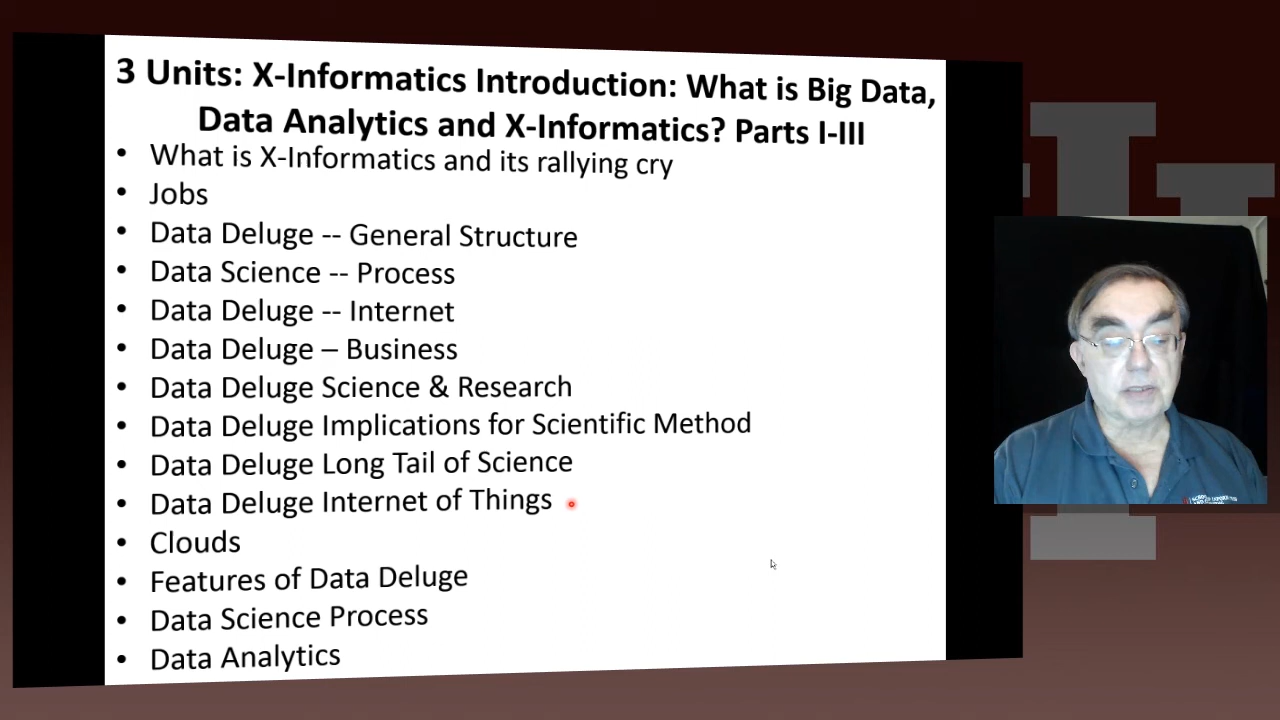 3 Units: X-Informatics Introduction: What is Big Data,
Data Analytics and X-Informatics? Parts I-III
• What is X-Informatics and its rallying cry
• Jobs
• Data Deluge -- General Structure
• Data Science -- Process
• Data Deluge -- Internet
• Data Deluge – Business
• Data Deluge Science & Research
• Data Deluge Implications for Scientific Method
• Data Deluge Long Tail of Science
• Data Deluge Internet of Things
• Clouds
• Features of Data Deluge
• Data Science Process
• Data Analytics